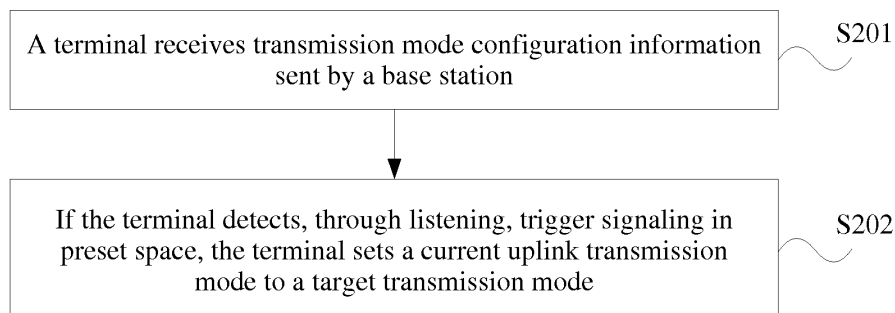 A terminal receives transmission mode configuration information
sent by a base station
S201
If the terminal detects, through listening, trigger signaling in
preset space, the terminal sets a current uplink transmission
mode to a target transmission mode
S202